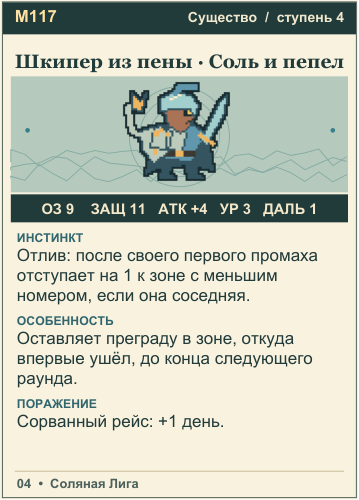 М117
Существо / ступень 4
Шкипер из пены · Соль и пепел
ОЗ 9 ЗАЩ 11 АТК +4 УР 3 ДАЛЬ 1
ИНСТИНКТ
Отлив: после своего первого промаха
отступает на 1 к зоне с меньшим
номером, если она соседняя.
ОСОБЕННОСТЬ
Оставляет преграду в зоне, откуда
впервые ушёл, до конца следующего
раунда.
ПОРАЖЕНИЕ
Сорванный рейс: +1 день.
04 • Соляная Лига